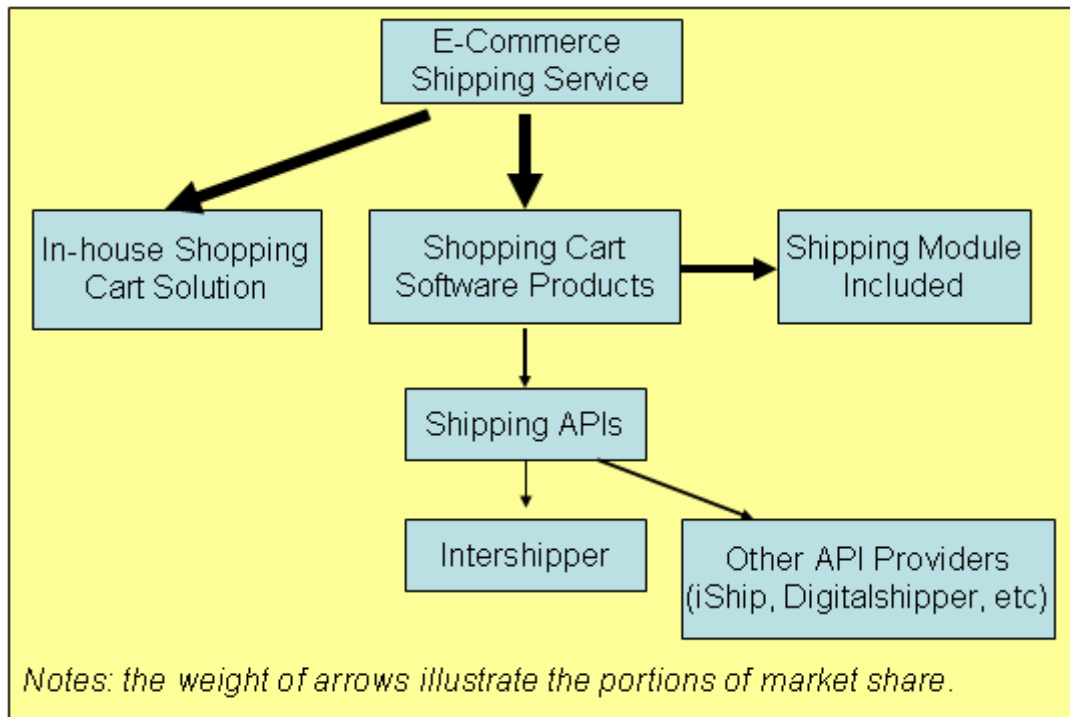 E-Commerce
Shipping Service
In-house Shopping
Cart Solution
Shopping Cart
Software Products
Shipping Module
Included
Shipping APIs
Intershipper
Other API Providers
(iShip, Digitalshipper, etc)
Notes: the weight of arrows illustrate the portions of market share.